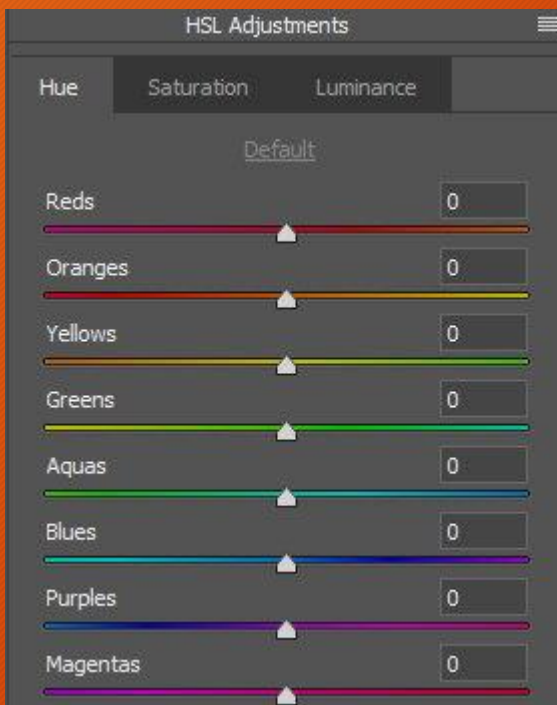 HSL Adjustments
Hue Saturation Luminance
Default
Reds 0
Oranges 0
Yellows 0
Greens 0
Aquas 0
Blues 0
Purples 0
Magentas 0